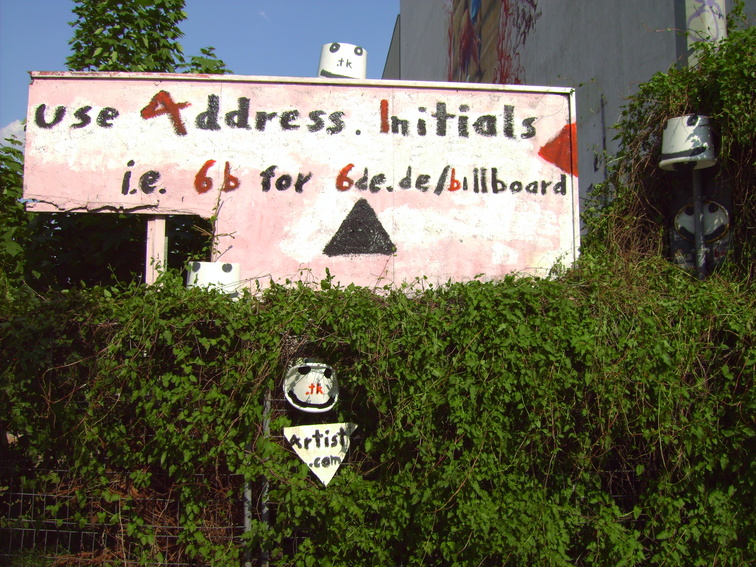 .tk
use Address. Initials
i.e. 6b for 6de.de/billboard
.tk
Artist
.com